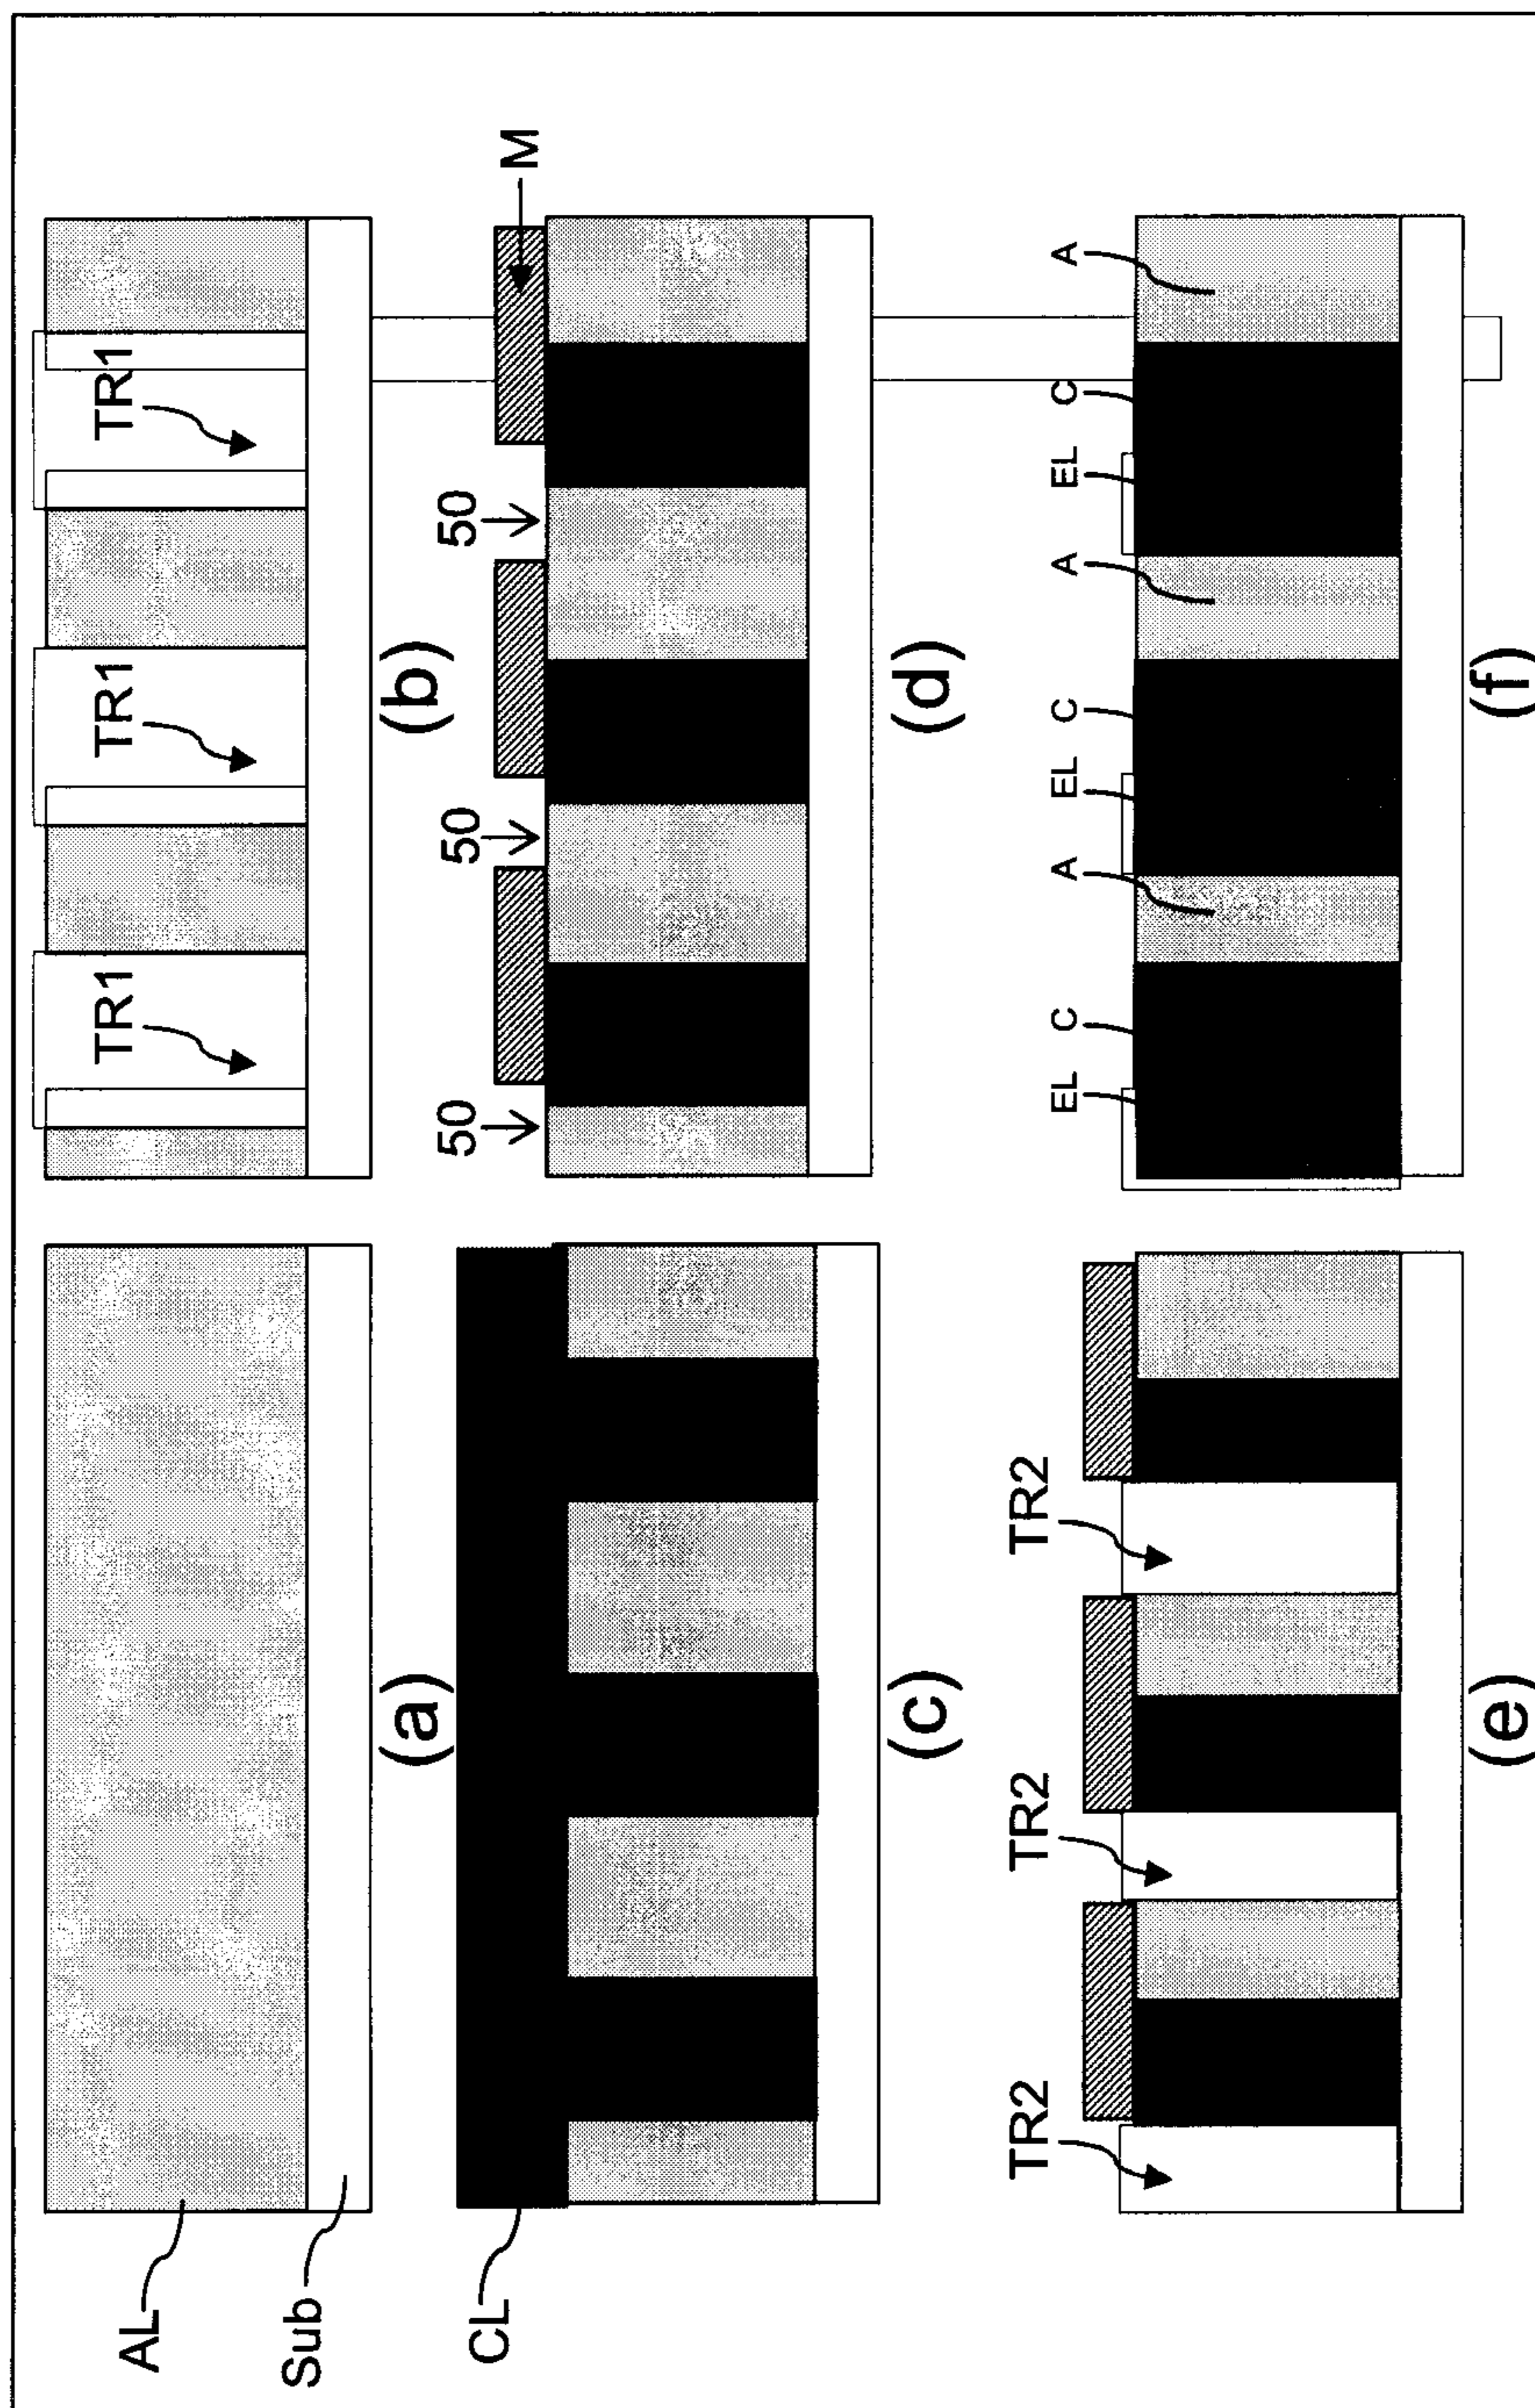 TR1 TR1 TR1
AL
Sub
(a) (b)
50 50 50
CL M
(c) (d)
TR2 TR2 TR2
EL C A EL C A EL C A
(e) (f)